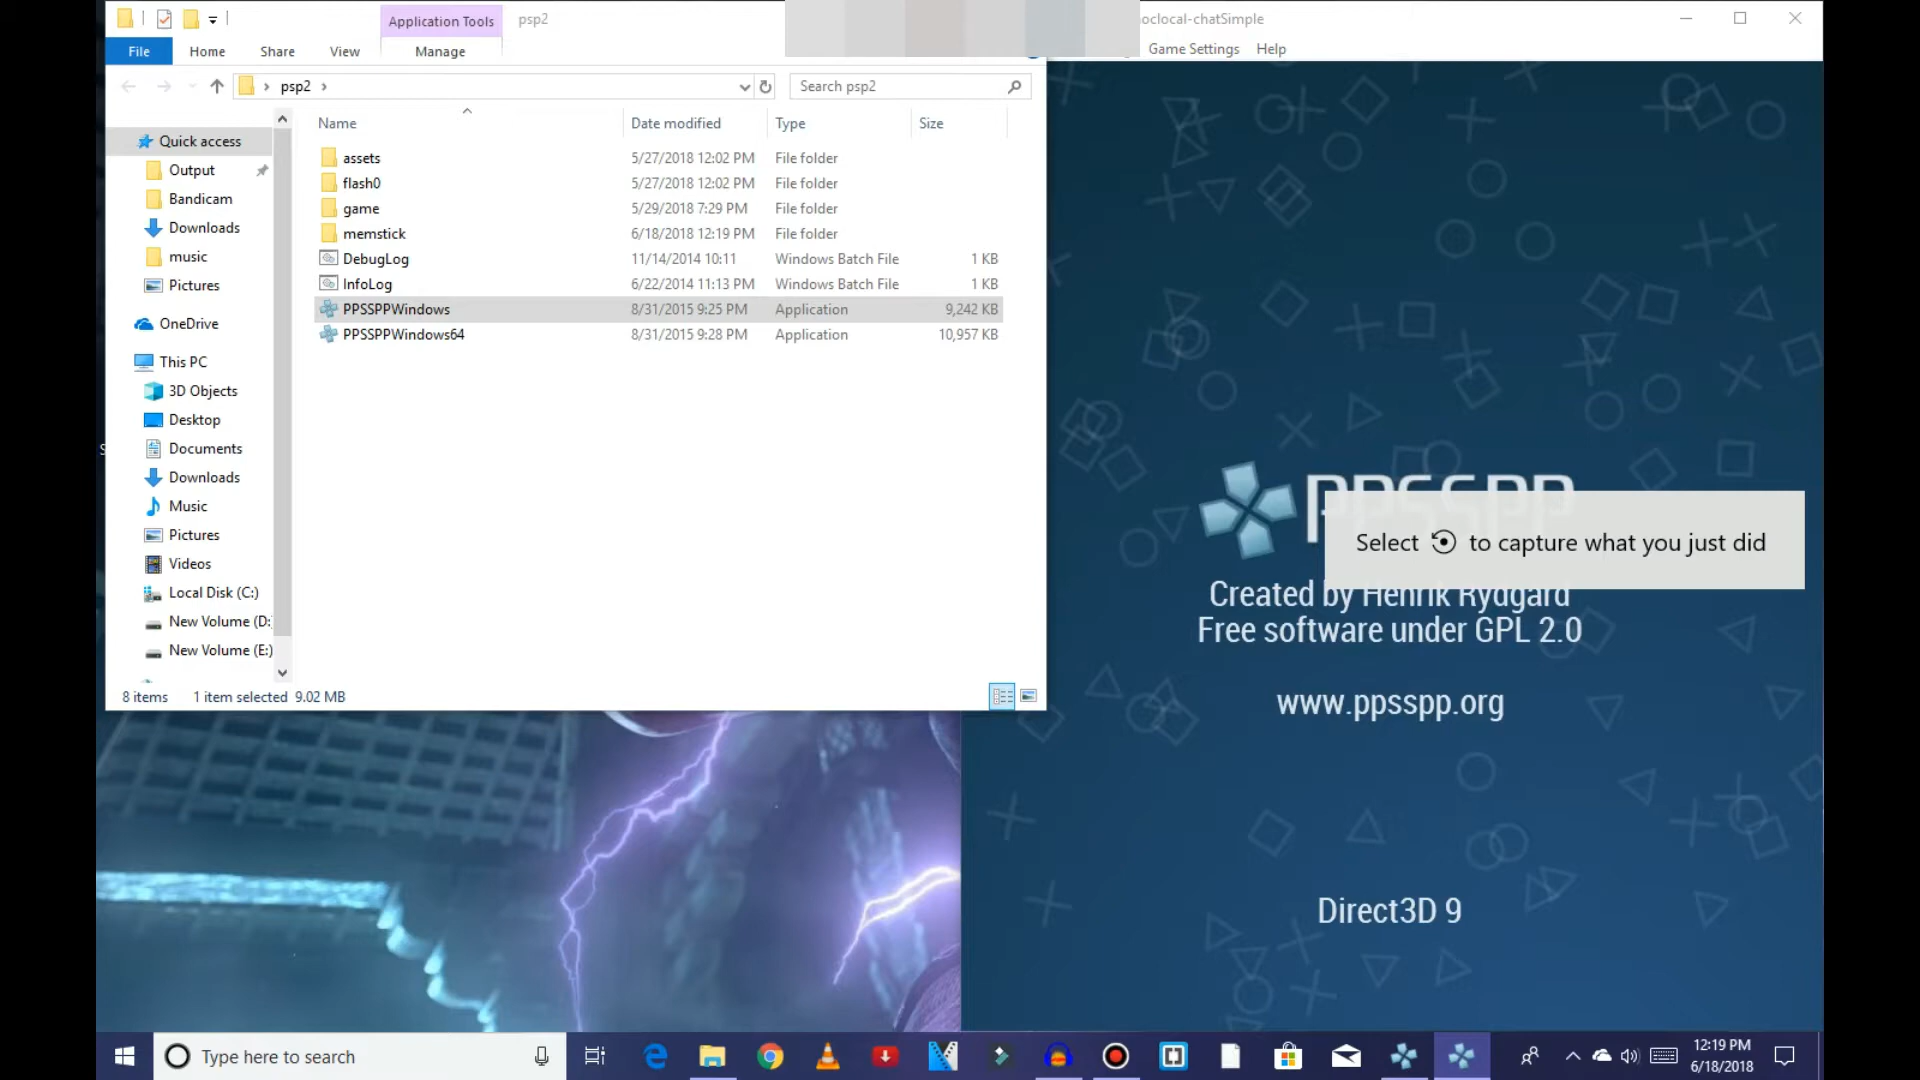 Application Tools
psp2
oclocal-chatSimple
File
Home
Share
View
Manage
Game Settings
Help
psp2
Search psp2
Name
Date modified
Type
Size
Quick access
Output
Bandicam
Downloads
music
Pictures
OneDrive
This PC
3D Objects
Desktop
Documents
Downloads
Music
Pictures
Videos
Local Disk (C:)
New Volume (D:
New Volume (E:)
assets 5/27/2018 12:02 PM File folder
flash0 5/27/2018 12:02 PM File folder
game 5/29/2018 7:29 PM File folder
memstick 6/18/2018 12:19 PM File folder
DebugLog 11/14/2014 10:11 Windows Batch File 1 KB
InfoLog 6/22/2014 11:13 PM Windows Batch File 1 KB
PPSSPPWindows 8/31/2015 9:25 PM Application 9,242 KB
PPSSPPWindows64 8/31/2015 9:28 PM Application 10,957 KB
8 items 1 item selected 9.02 MB
PPSSPP
Select to capture what you just did
Created by Henrik Rydgard
Free software under GPL 2.0
www.ppsspp.org
Direct3D 9
Type here to search
12:19 PM
6/18/2018